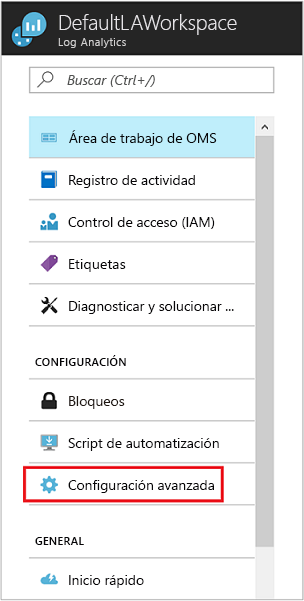 DefaultLAWorkspace
Log Analytics
Buscar (Ctrl+/)
Área de trabajo de OMS
Registro de actividad
Control de acceso (IAM)
Etiquetas
Diagnosticar y solucionar ...
CONFIGURACIÓN
Bloqueos
Script de automatización
Configuración avanzada
GENERAL
Inicio rápido